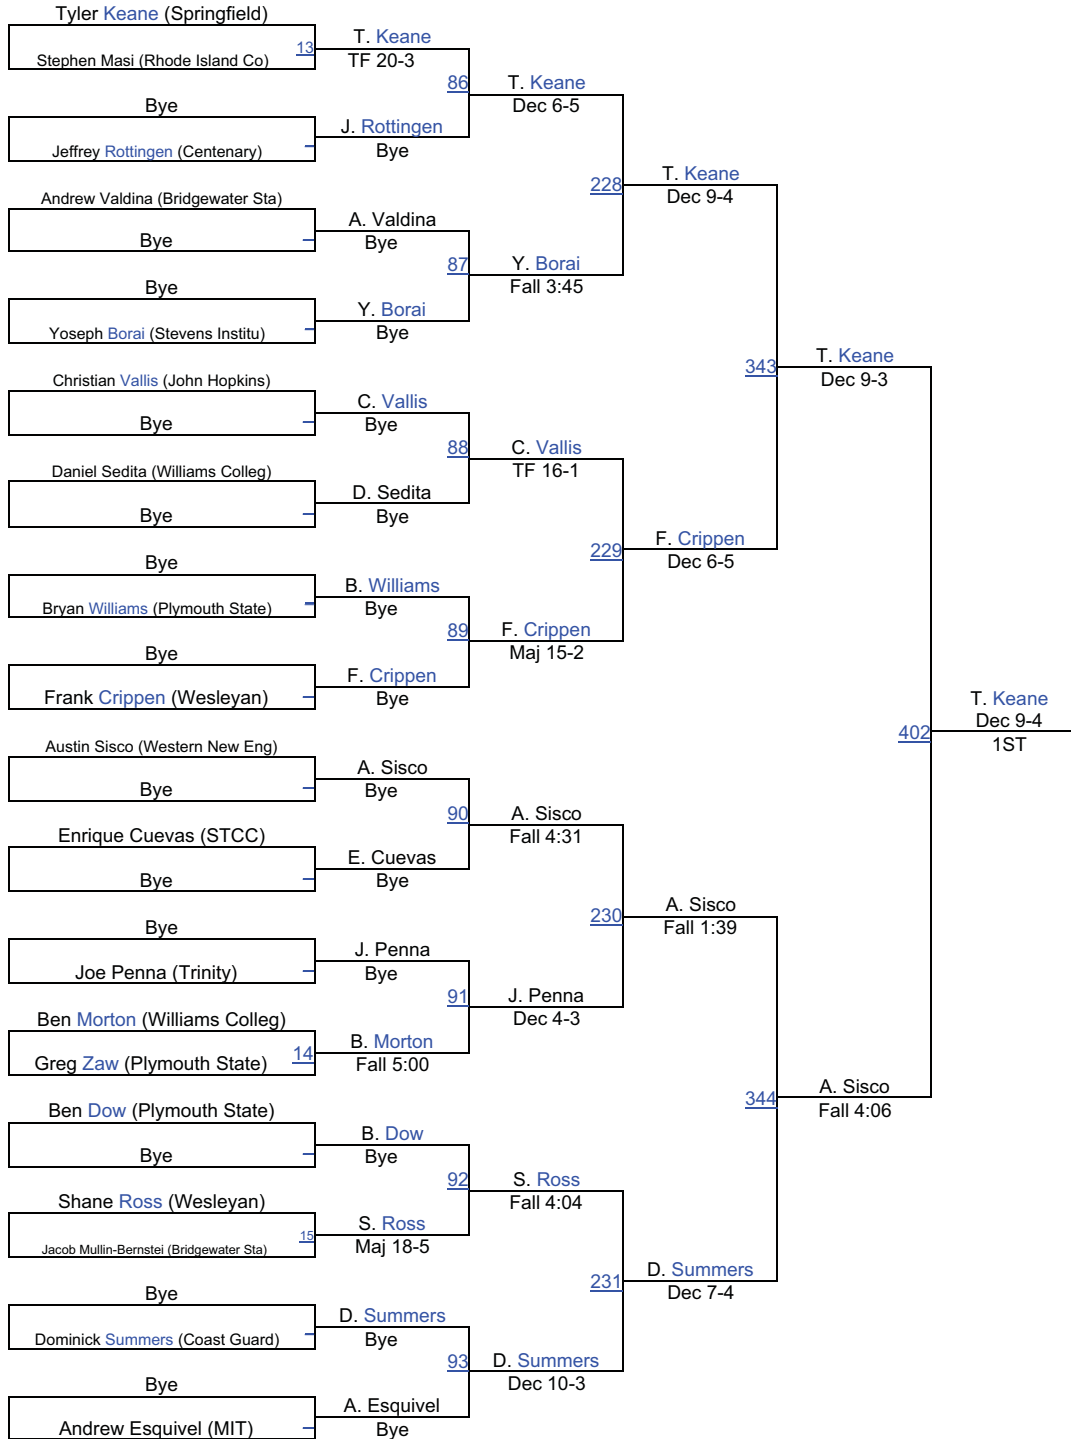 Tyler Keane (Springfield)
13
Stephen Masi (Rhode Island Co)
T. Keane
TF 20-3
86
Bye
Jeffrey Rottingen (Centenary)
J. Rottingen
Bye
T. Keane
Dec 6-5
228
Andrew Valdina (Bridgewater Sta)
Bye
A. Valdina
Bye
87
Bye
Yoseph Borai (Stevens Institu)
Y. Borai
Bye
Y. Borai
Fall 3:45
T. Keane
Dec 9-4
343
Christian Vallis (John Hopkins)
Bye
C. Vallis
Bye
88
Daniel Sedita (Williams Colleg)
Bye
D. Sedita
Bye
C. Vallis
TF 16-1
229
Bye
Bryan Williams (Plymouth State)
B. Williams
Bye
89
Bye
Frank Crippen (Wesleyan)
F. Crippen
Bye
F. Crippen
Maj 15-2
F. Crippen
Dec 6-5
T. Keane
Dec 9-3
402
T. Keane
Dec 9-4
1ST
Austin Sisco (Western New Eng)
Bye
A. Sisco
Bye
90
Enrique Cuevas (STCC)
Bye
E. Cuevas
Bye
A. Sisco
Fall 4:31
230
Bye
Joe Penna (Trinity)
J. Penna
Bye
91
Ben Morton (Williams Colleg)
14
Greg Zaw (Plymouth State)
B. Morton
Fall 5:00
J. Penna
Dec 4-3
A. Sisco
Fall 1:39
344
Ben Dow (Plymouth State)
Bye
B. Dow
Bye
92
Shane Ross (Wesleyan)
15
Jacob Mullin-Bernstei (Bridgewater Sta)
S. Ross
Maj 18-5
S. Ross
Fall 4:04
231
Bye
Dominick Summers (Coast Guard)
D. Summers
Bye
93
Bye
Andrew Esquivel (MIT)
A. Esquivel
Bye
D. Summers
Dec 10-3
D. Summers
Dec 7-4
A. Sisco
Fall 4:06